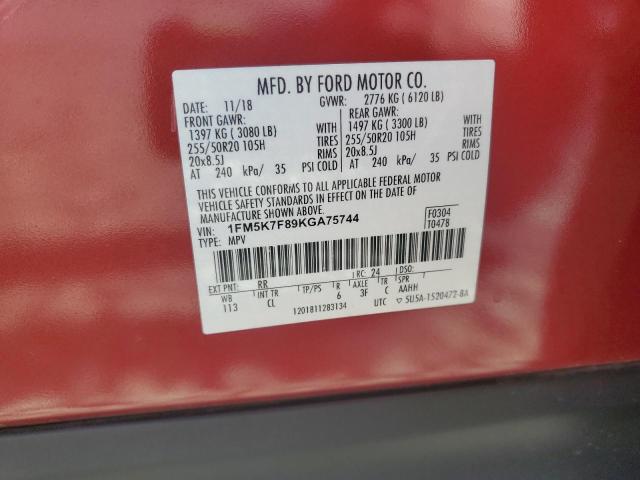 MFD. BY FORD MOTOR CO.
DATE: 11/18 GVWR: 2776 KG ( 6120 LB)
FRONT GAWR: REAR GAWR:
1397 KG ( 3080 LB) WITH 1497 KG ( 3300 LB) WITH
255/50R20 105H TIRES 255/50R20 105H TIRES
20x8.5J RIMS 20x8.5J RIMS
AT 240 kPa/ 35 PSI COLD AT 240 kPa/ 35 PSI COLD
THIS VEHICLE CONFORMS TO ALL APPLICABLE FEDERAL MOTOR
VEHICLE SAFETY STANDARDS IN EFFECT ON THE DATE OF
MANUFACTURE SHOWN ABOVE.
VIN: 1FM5K7F89KGA75744 F0304
TYPE: MPV T0478
EXT PNT: RR RC: 24 DSO:
WB INT TR TP/PS R AXLE TR SPR
113 CL 6 3F C AAHH
1201811283134 UTC ▽ 5U5A-1520472-BA